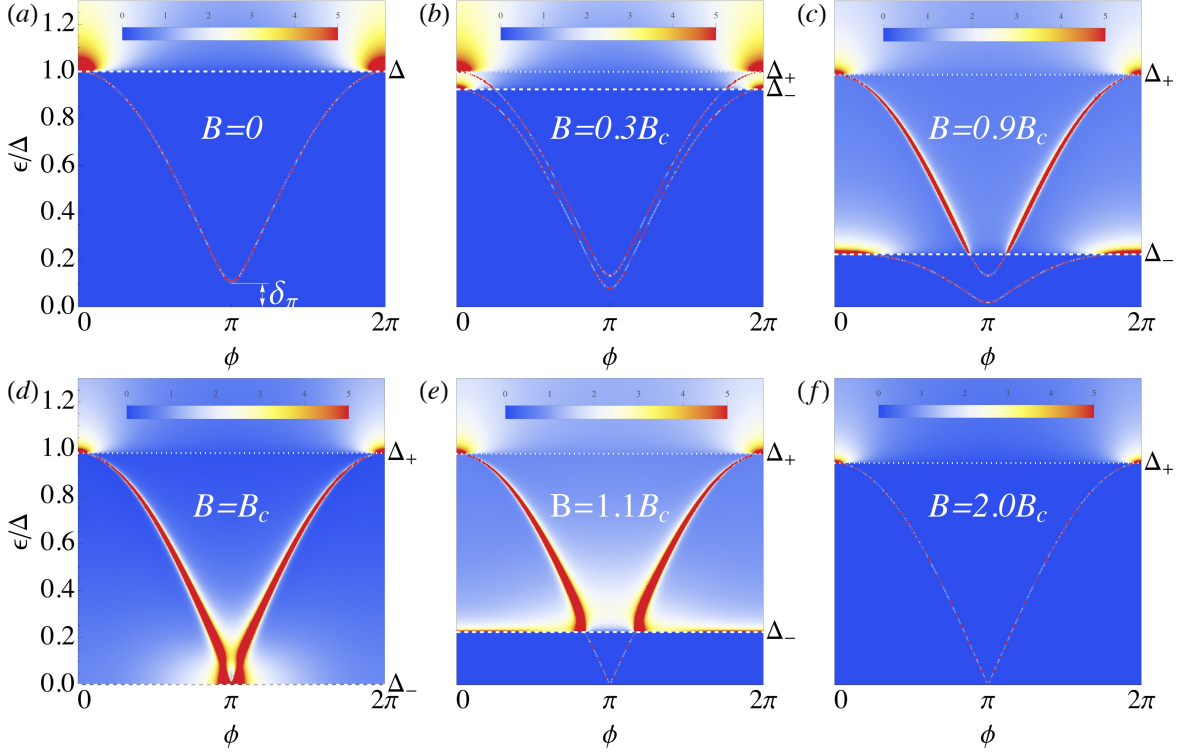 (a)
0 1 2 3 4 5
1.2
1.0
0.8
0.6
0.4
0.2
0.0
ϵ/Δ
B=0
Δ
δπ
0 π 2π
ϕ
(b)
0 1 2 3 4 5
B=0.3Bc
Δ+
Δ−
0 π 2π
ϕ
(c)
0 1 2 3 4 5
B=0.9Bc
Δ+
Δ−
0 π 2π
ϕ
(d)
0 1 2 3 4 5
1.2
1.0
0.8
0.6
0.4
0.2
0.0
ϵ/Δ
B=Bc
Δ+
Δ−
0 π 2π
ϕ
(e)
0 1 2 3 4 5
B=1.1Bc
Δ+
Δ−
0 π 2π
ϕ
(f)
0 1 2 3 4 5
B=2.0Bc
Δ+
0 π 2π
ϕ